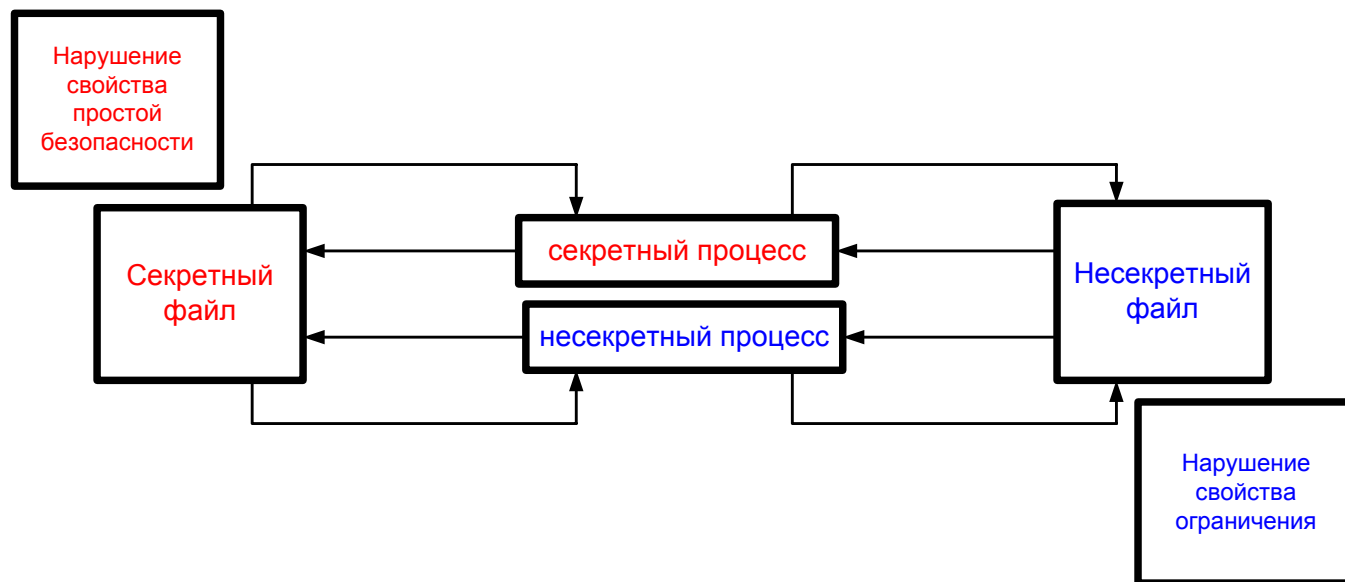 Нарушение
свойства
простой
безопасности
Секретный
файл
секретный процесс
несекретный процесс
Несекретный
файл
Нарушение
свойства
ограничения